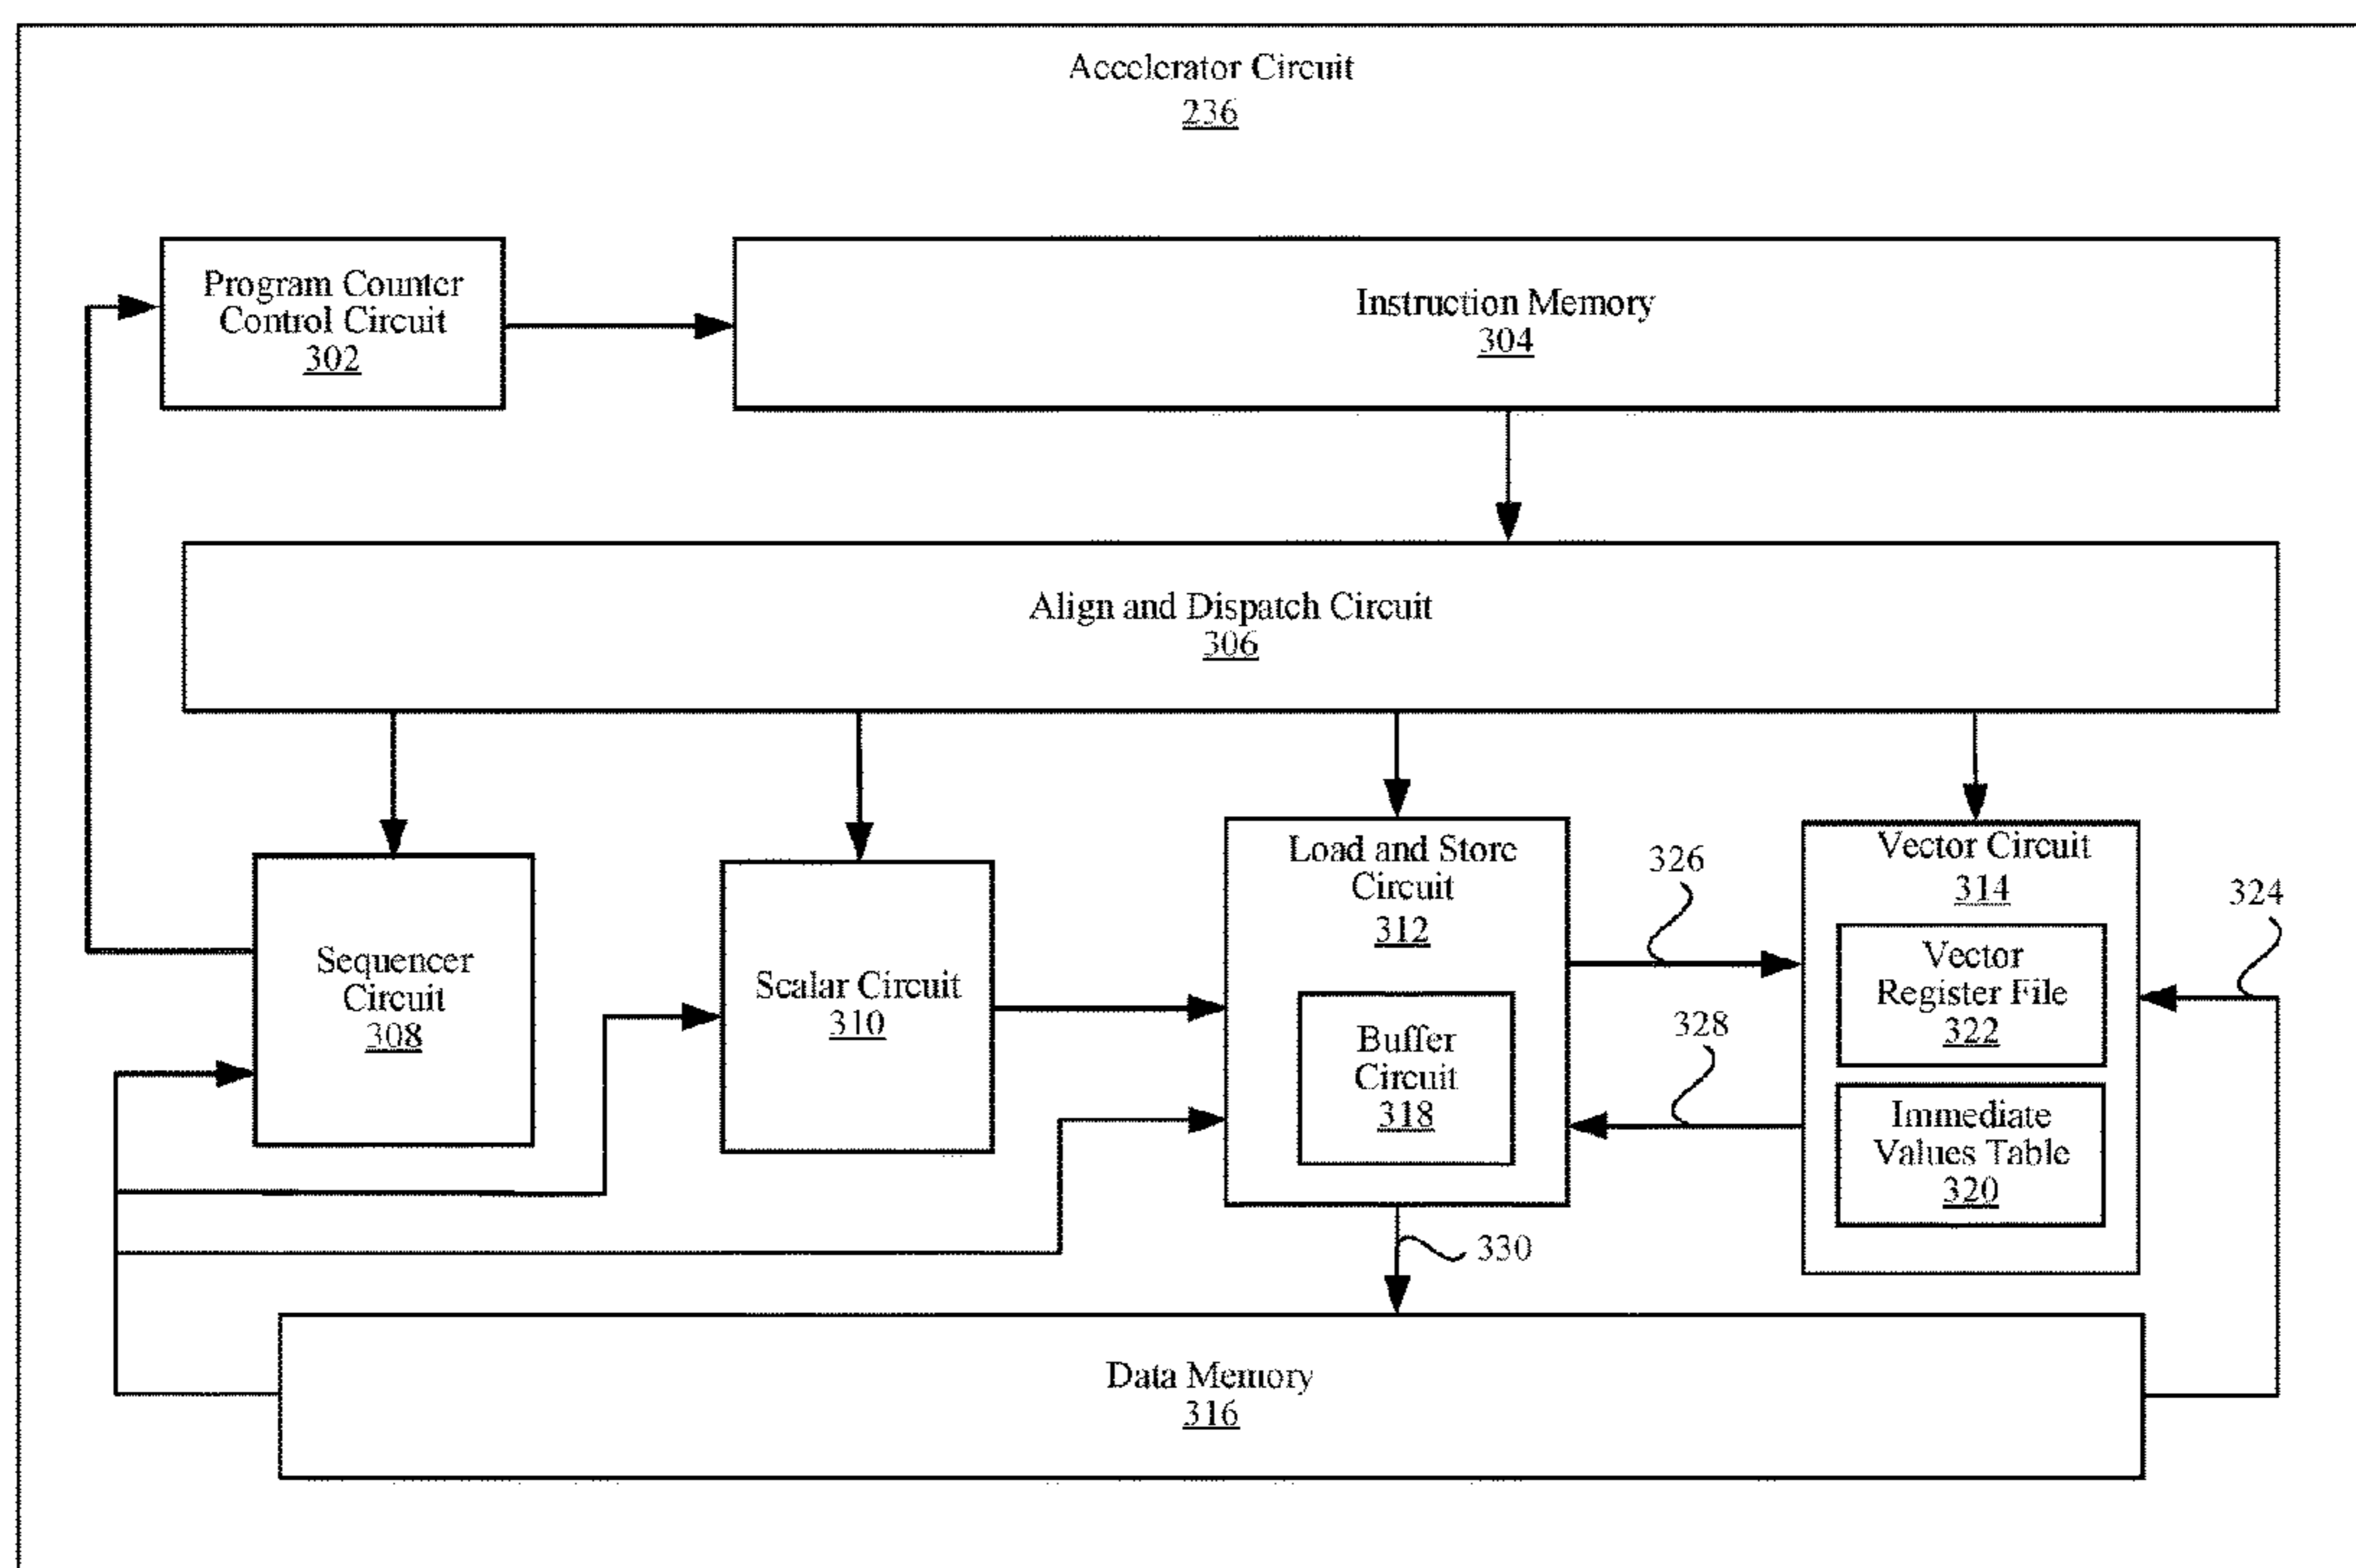 Accelerator Circuit
236
Program Counter
Control Circuit
302
Instruction Memory
304
Align and Dispatch Circuit
306
Sequencer
Circuit
308
Scalar Circuit
310
Load and Store
Circuit
312
Buffer
Circuit
318
326
328
Vector Circuit
314
Vector
Register File
322
Immediate
Values Table
320
324
330
Data Memory
316